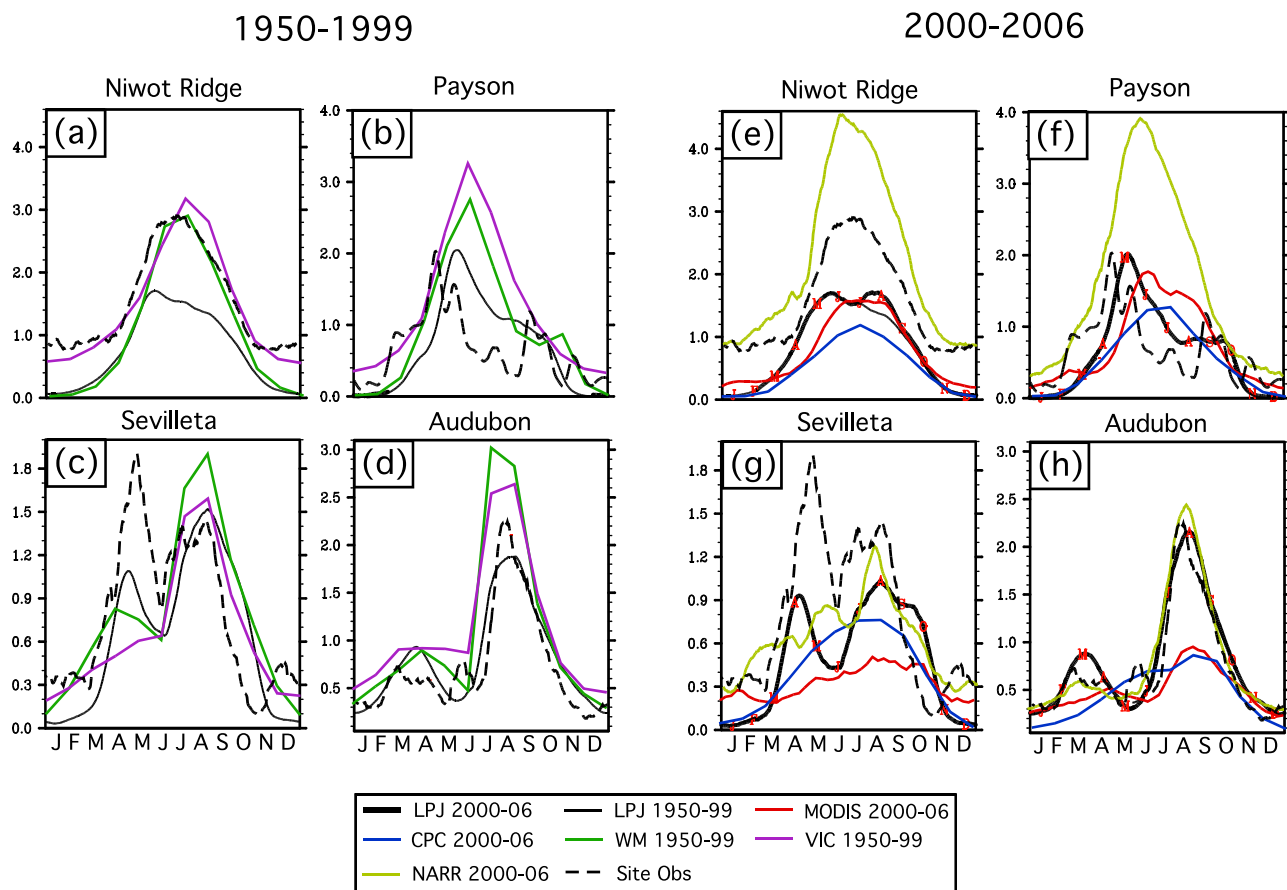 1950-1999
2000-2006
Niwot Ridge
Payson
Niwot Ridge
Payson
(a)
(b)
(e)
(f)
4.0
3.0
2.0
1.0
0.0
4.0
3.0
2.0
1.0
0.0
4.0
3.0
2.0
1.0
0.0
4.0
3.0
2.0
1.0
0.0
Sevilleta
Audubon
Sevilleta
Audubon
(c)
(d)
(g)
(h)
1.8
1.5
1.2
0.9
0.6
0.3
0.0
3.0
2.5
2.0
1.5
1.0
0.5
1.8
1.5
1.2
0.9
0.6
0.3
0.0
3.0
2.5
2.0
1.5
1.0
0.5
J F M A M J J A S O N D
J F M A M J J A S O N D
J F M A M J J A S O N D
J F M A M J J A S O N D
LPJ 2000-06
LPJ 1950-99
MODIS 2000-06
CPC 2000-06
WM 1950-99
VIC 1950-99
NARR 2000-06
Site Obs